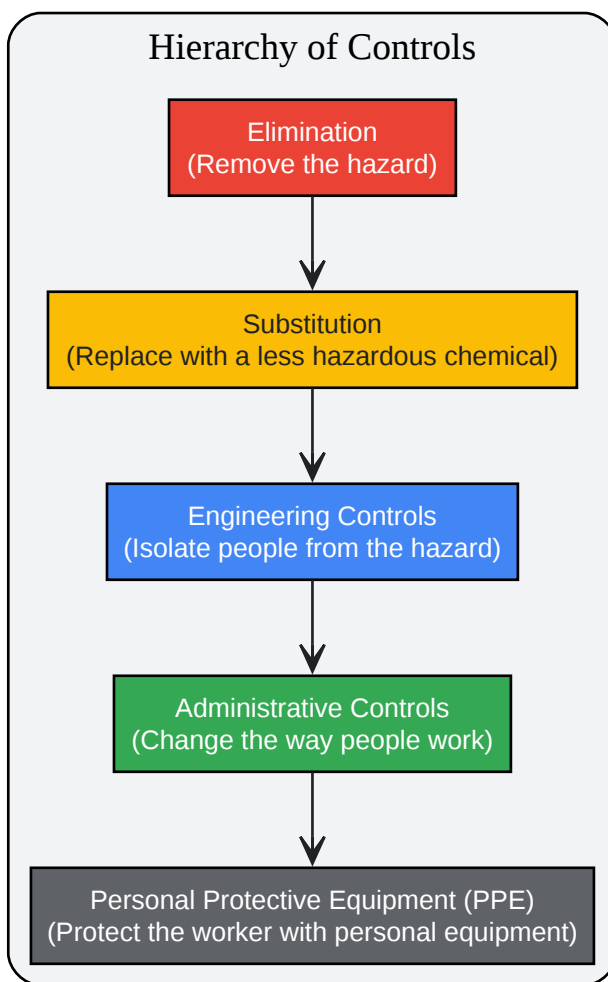 Hierarchy of Controls
Elimination
(Remove the hazard)
Substitution
(Replace with a less hazardous chemical)
Engineering Controls
(Isolate people from the hazard)
Administrative Controls
(Change the way people work)
Personal Protective Equipment (PPE)
(Protect the worker with personal equipment)